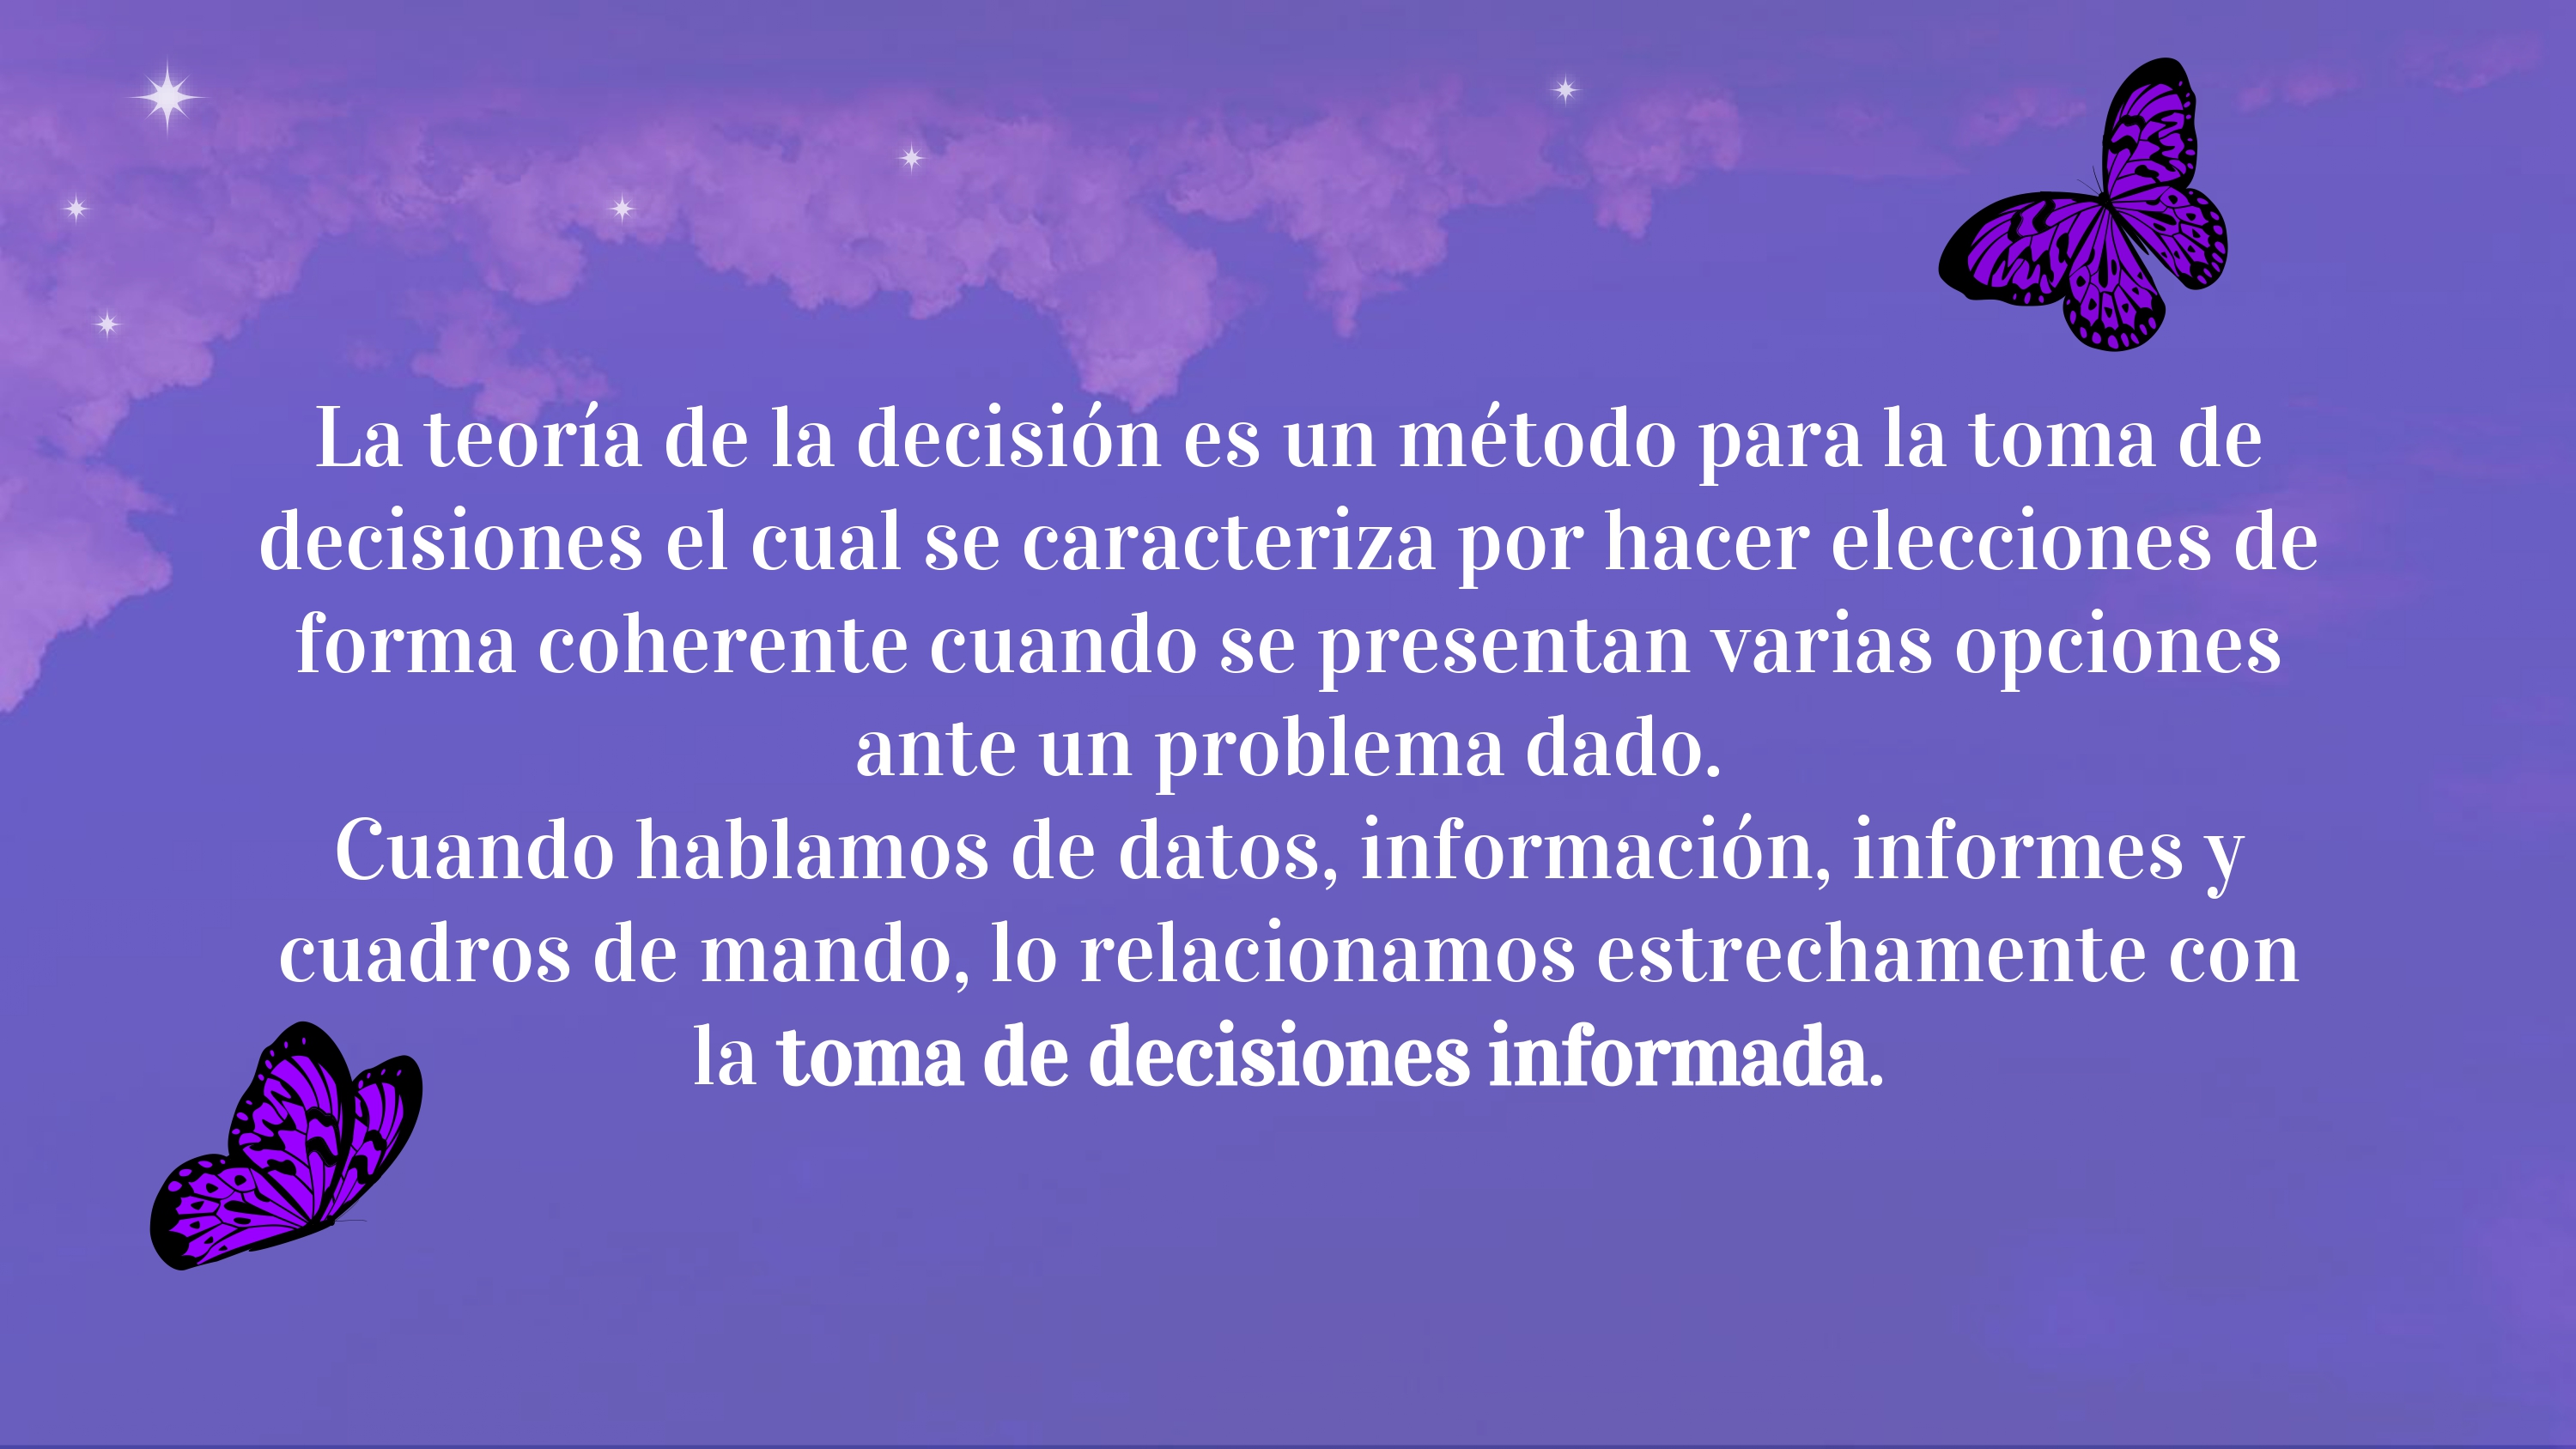 La teoría de la decisión es un método para la toma de
decisiones el cual se caracteriza por hacer elecciones de
forma coherente cuando se presentan varias opciones
ante un problema dado.
Cuando hablamos de datos, información, informes y
cuadros de mando, lo relacionamos estrechamente con
la toma de decisiones informada.